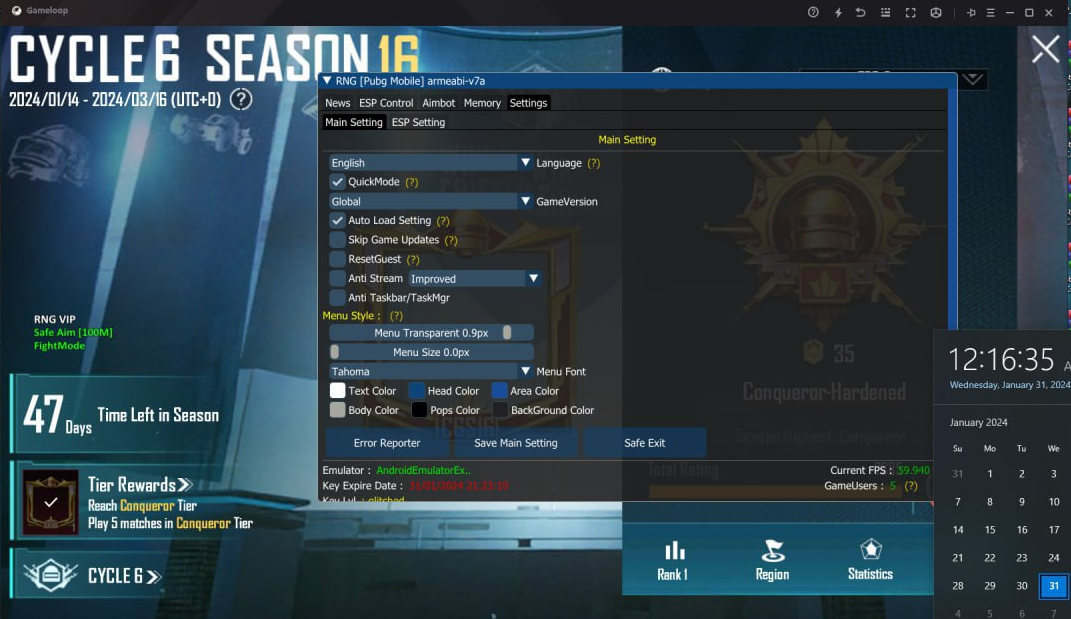 Gameloop
CYCLE 6 SEASON 16
2024/01/14 - 2024/03/16 (UTC+0) ?
RNG [Pubg Mobile] armeabi-v7a
News ESP Control Aimbot Memory Settings
Main Setting ESP Setting
Main Setting
English Language (?)
QuickMode (?)
Global GameVersion
Auto Load Setting (?)
Skip Game Updates (?)
ResetGuest (?)
Anti Stream Improved
Anti Taskbar/TaskMgr
Menu Style : (?)
Menu Transparent 0.9px
Menu Size 0.0px
Tahoma Menu Font
Text Color Head Color Area Color
Body Color Pops Color BackGround Color
Error Reporter Save Main Setting Safe Exit
Emulator : AndroidEmulatorEx..
Current FPS : 59.940
Key Expire Date : 31/01/2024 21:23:10
GameUsers : 5 (?)
Key Lvl : glitched
RNG VIP
Safe Aim [100M]
FightMode
47 Days Time Left in Season
Tier Rewards
Reach Conqueror Tier
Play 5 matches in Conqueror Tier
CYCLE 6
35
Conqueror-Hardened
Season Highest: Conqueror
Total Rating
Rank 1 Region Statistics
12:16:35 A
Wednesday, January 31, 2024
January 2024
Su Mo Tu We
31 1 2 3
7 8 9 10
14 15 16 17
21 22 23 24
28 29 30 31
4 5 6 7